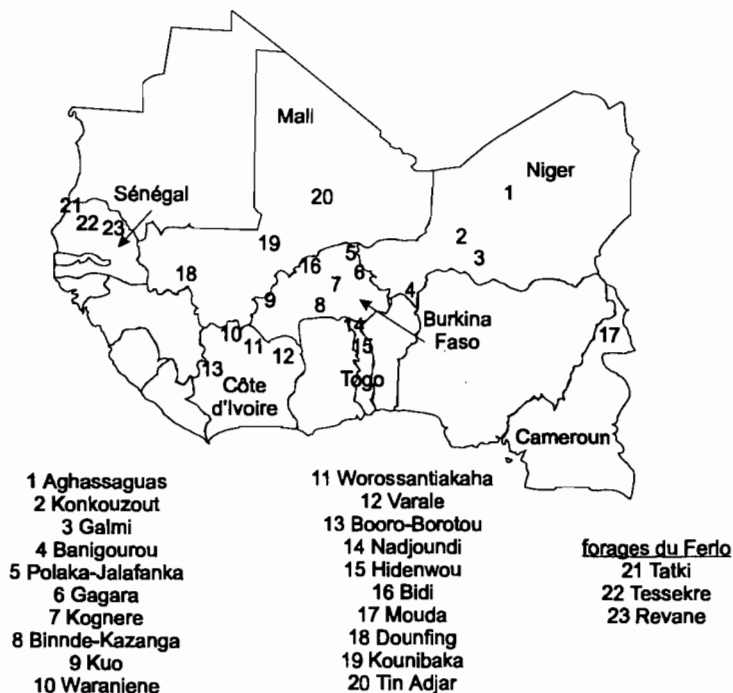 Mali
Niger
1
20
Sénégal
21
22
23
2
19
3
5
16
6
18
7
4
9
8
Burkina
Faso
14
10
11
15
17
12
13
Togo
Côte
d'Ivoire
Cameroun
1 Aghassaguas
2 Konkouzout
3 Galmi
4 Banigourou
5 Polaka-Jalafanka
6 Gagara
7 Kognere
8 Binnde-Kazanga
9 Kuo
10 Waraniene
11 Worossantiakaha
12 Varale
13 Booro-Borotou
14 Nadjoundi
15 Hidenwou
16 Bidi
17 Mouda
18 Dounfing
19 Kounibaka
20 Tin Adjar
forages du Ferlo
21 Tatki
22 Tessekre
23 Revane